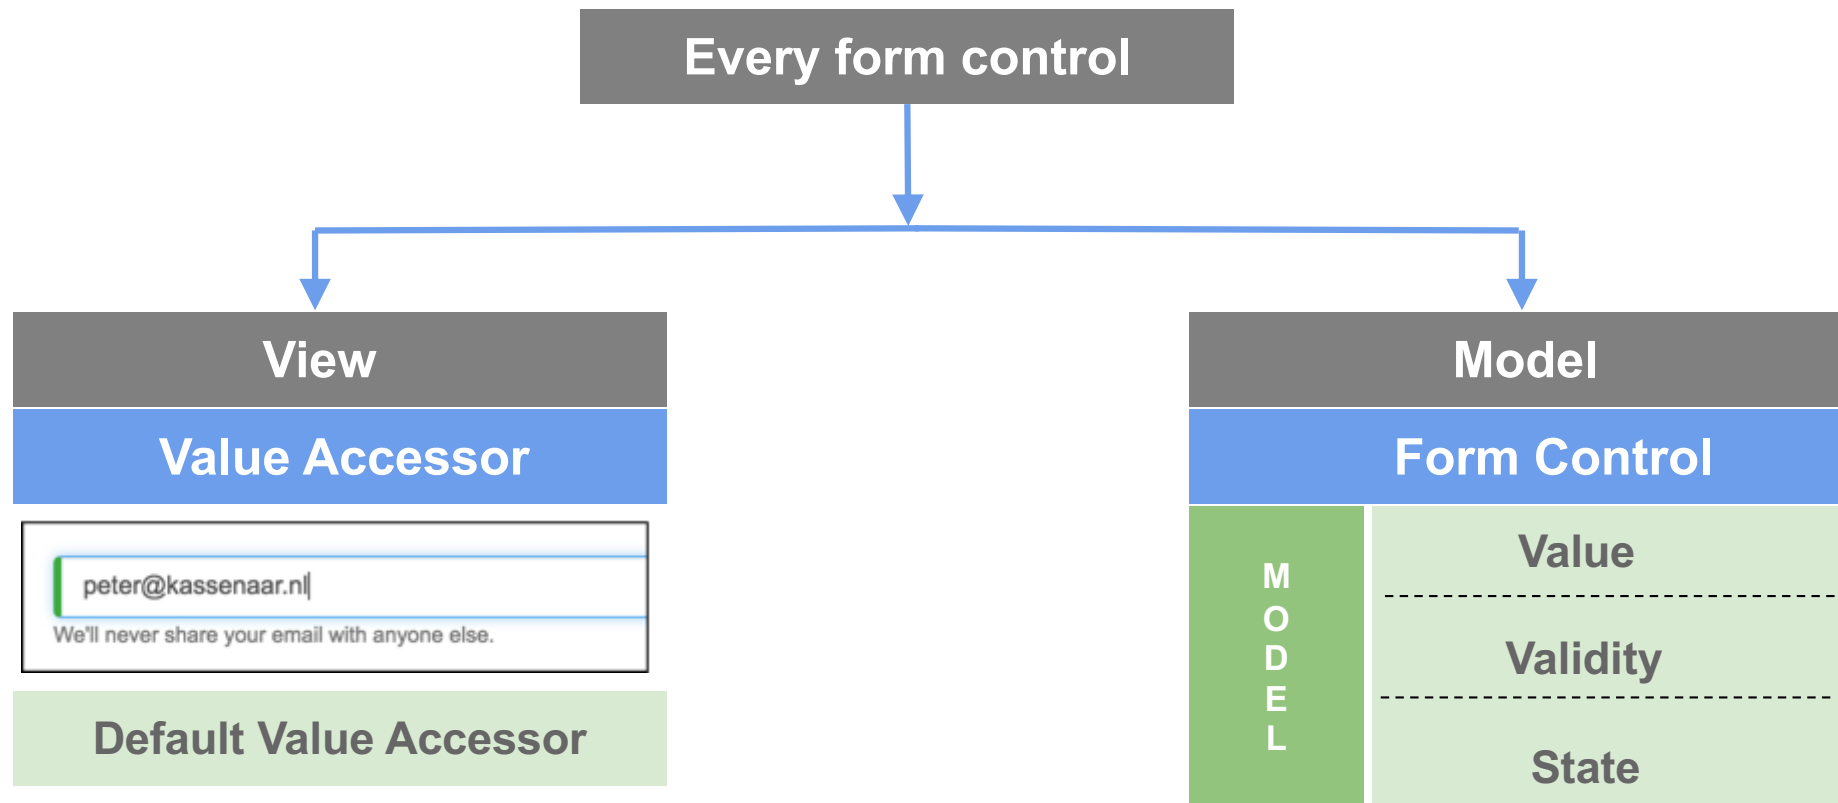 Every form control
View
Value Accessor
peter@kassenaar.nl
We'll never share your email with anyone else.
Default Value Accessor
Model
Form Control
M
O
D
E
L
Value
Validity
State